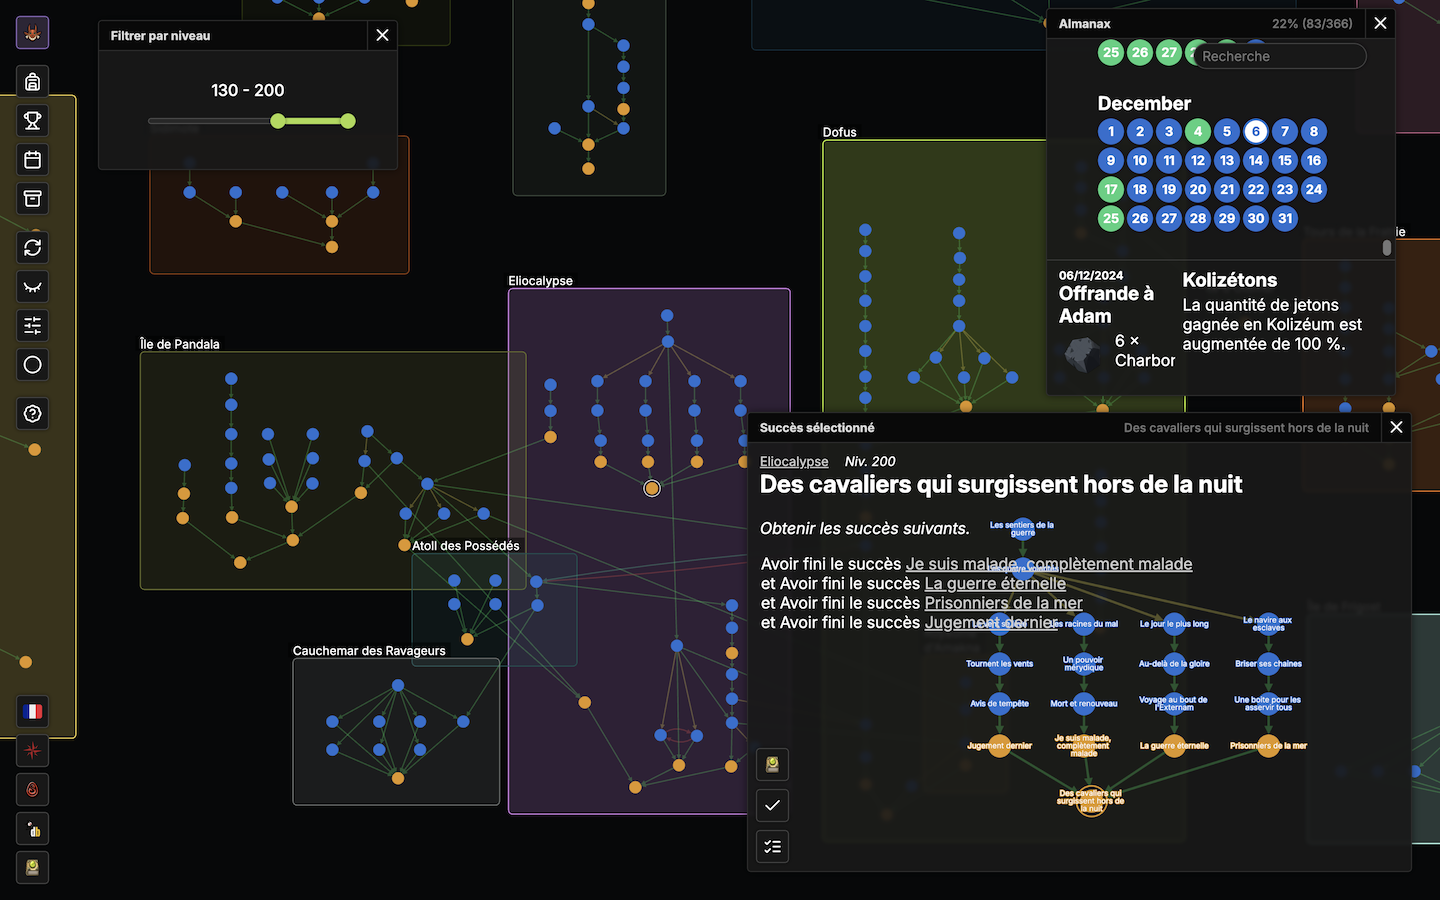 Filtrer par niveau
130 - 200
Île de Pandala
Eliocalypse
Atoll des Possédés
Cauchemar des Ravageurs
Dofus
Almanax
22% (83/366)
25 26 27
Recherche
December
1 2 3 4 5 6 7 8
9 10 11 12 13 14 15 16
17 18 19 20 21 22 23 24
25 26 27 28 29 30 31
06/12/2024
Offrande à
Adam
6 ×
Charbor
Kolizétons
La quantité de jetons
gagnée en Kolizéum est
augmentée de 100 %.
Succès sélectionné
Des cavaliers qui surgissent hors de la nuit
Eliocalypse Niv. 200
Des cavaliers qui surgissent hors de la nuit
Obtenir les succès suivants.
Avoir fini le succès Je suis malade, complètement malade
et Avoir fini le succès La guerre éternelle
et Avoir fini le succès Prisonniers de la mer
et Avoir fini le succès Jugement dernier
Les sentiers de la
guerre
racines du mal
Le jour le plus long
Le navire aux
esclaves
Tournent les vents
Un pouvoir
mérydique
Au-delà de la gloire
Briser ses chaines
Avis de tempête
Mort et renouveau
Voyage au bout de
l'Externam
Une boîte pour les
asservir tous
Jugement dernier
Je suis malade,
complètement
malade
La guerre éternelle
Prisonniers de la mer
Des cavaliers qui
surgissent hors de
la nuit